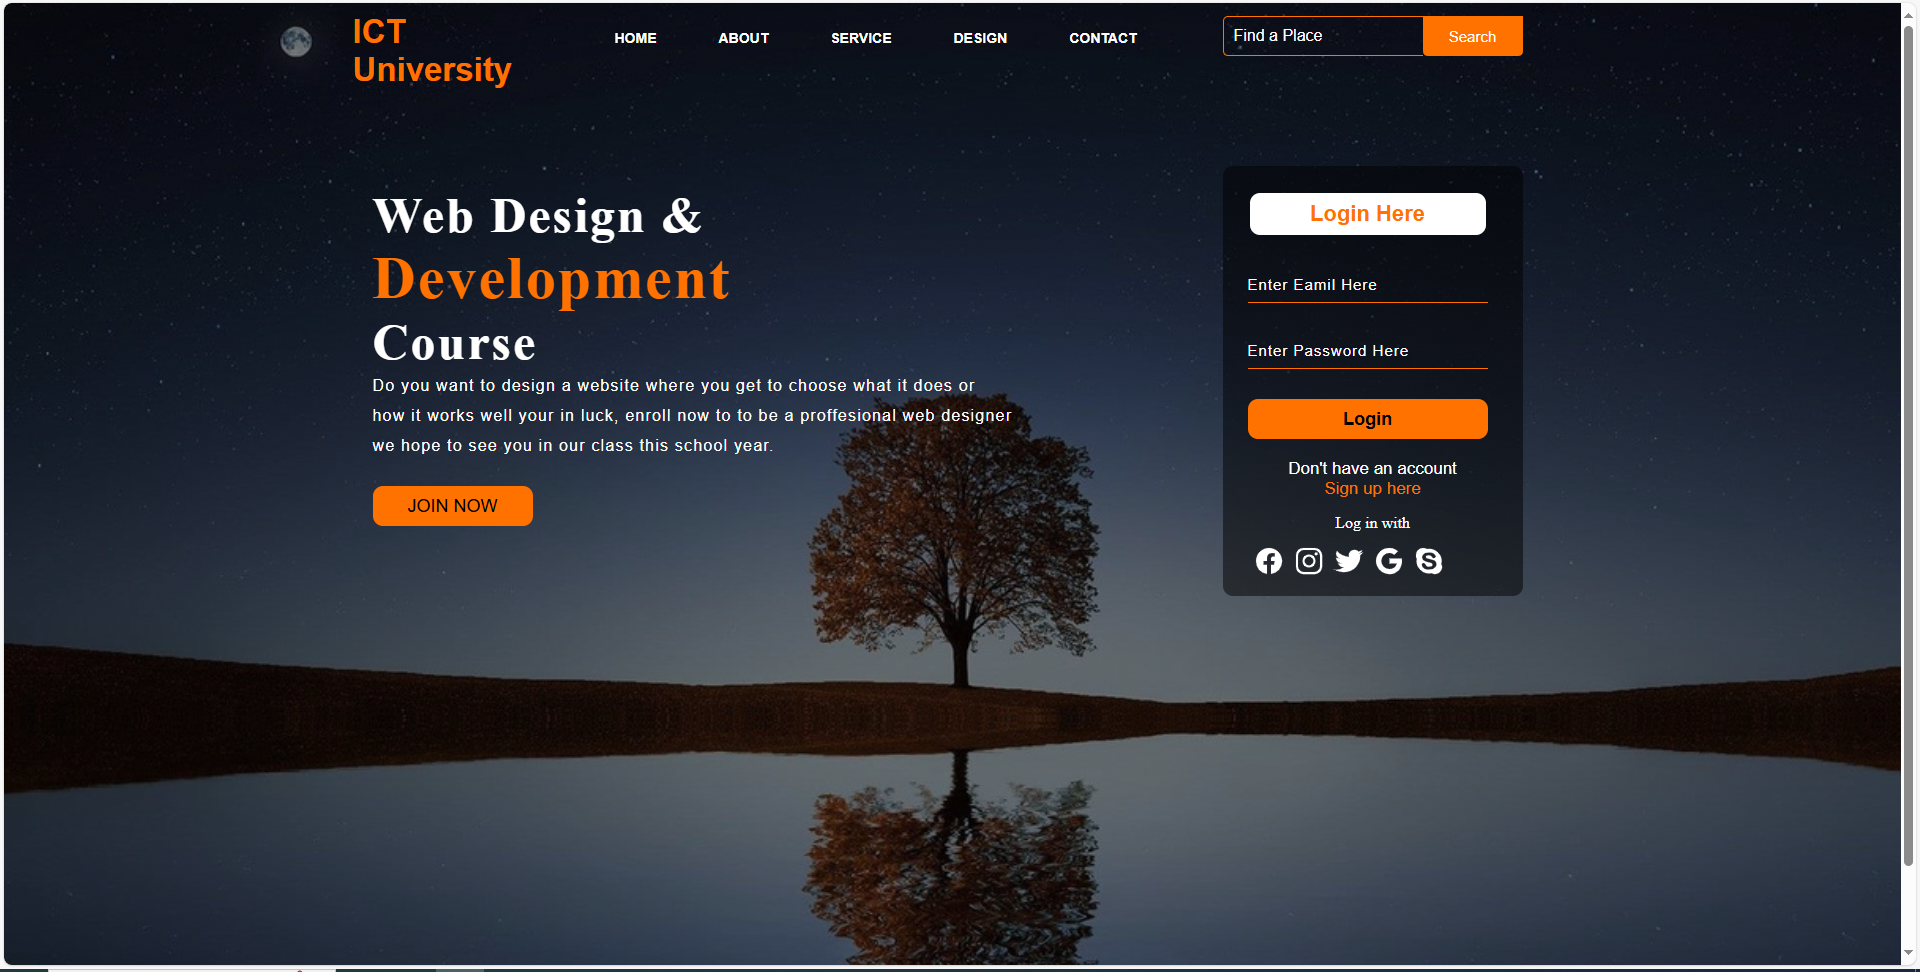 ICT
University
HOME
ABOUT
SERVICE
DESIGN
CONTACT
Find a Place
Search
Web Design &
Development
Course
Do you want to design a website where you get to choose what it does or
how it works well your in luck, enroll now to to be a proffesional web designer
we hope to see you in our class this school year.
JOIN NOW
Login Here
Enter Eamil Here
Enter Password Here
Login
Don't have an account
Sign up here
Log in with